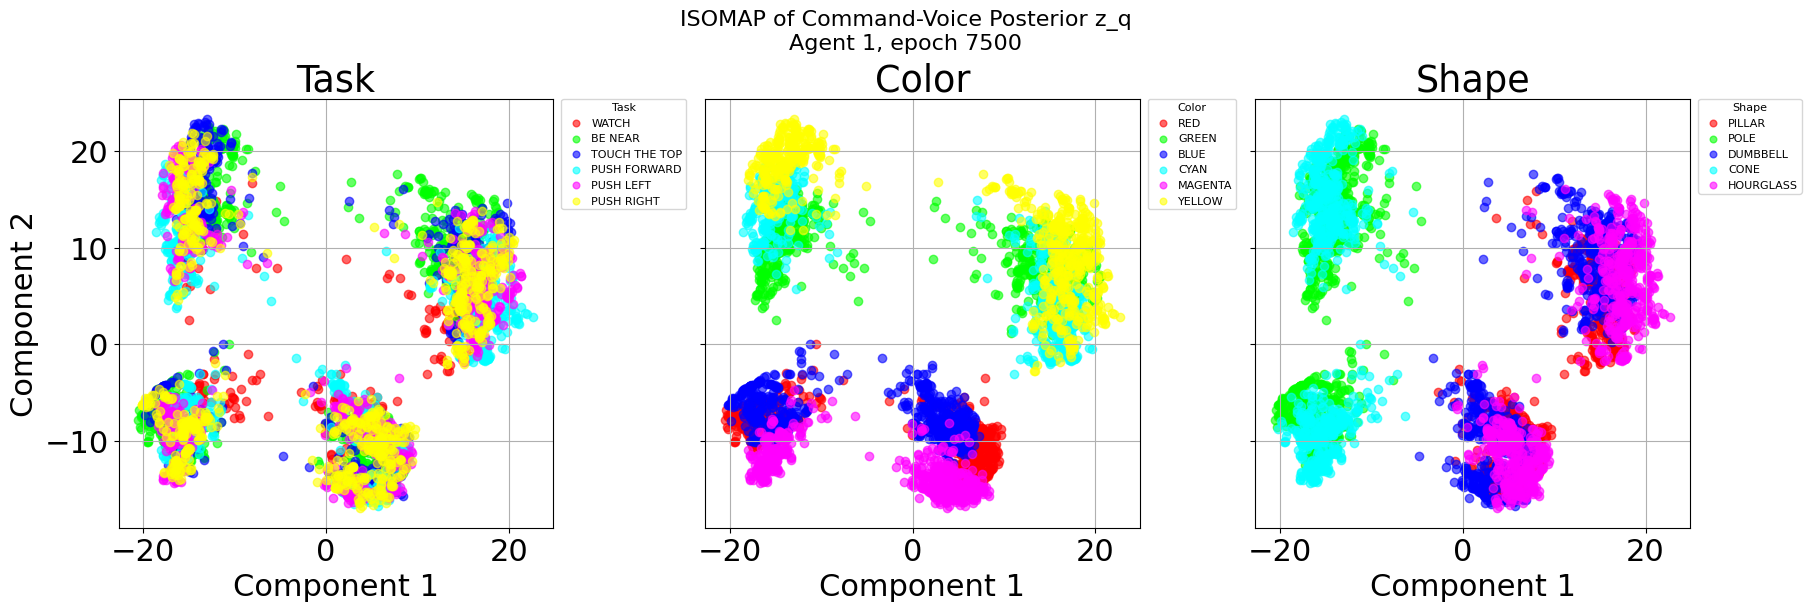 ISOMAP of Command-Voice Posterior z_q
Agent 1, epoch 7500
Task
Color
Shape
Task
WATCH
BE NEAR
TOUCH THE TOP
PUSH FORWARD
PUSH LEFT
PUSH RIGHT
Color
RED
GREEN
BLUE
CYAN
MAGENTA
YELLOW
Shape
PILLAR
POLE
DUMBBELL
CONE
HOURGLASS
Component 2
20
10
0
−10
−20 0 20
−20 0 20
−20 0 20
Component 1
Component 1
Component 1